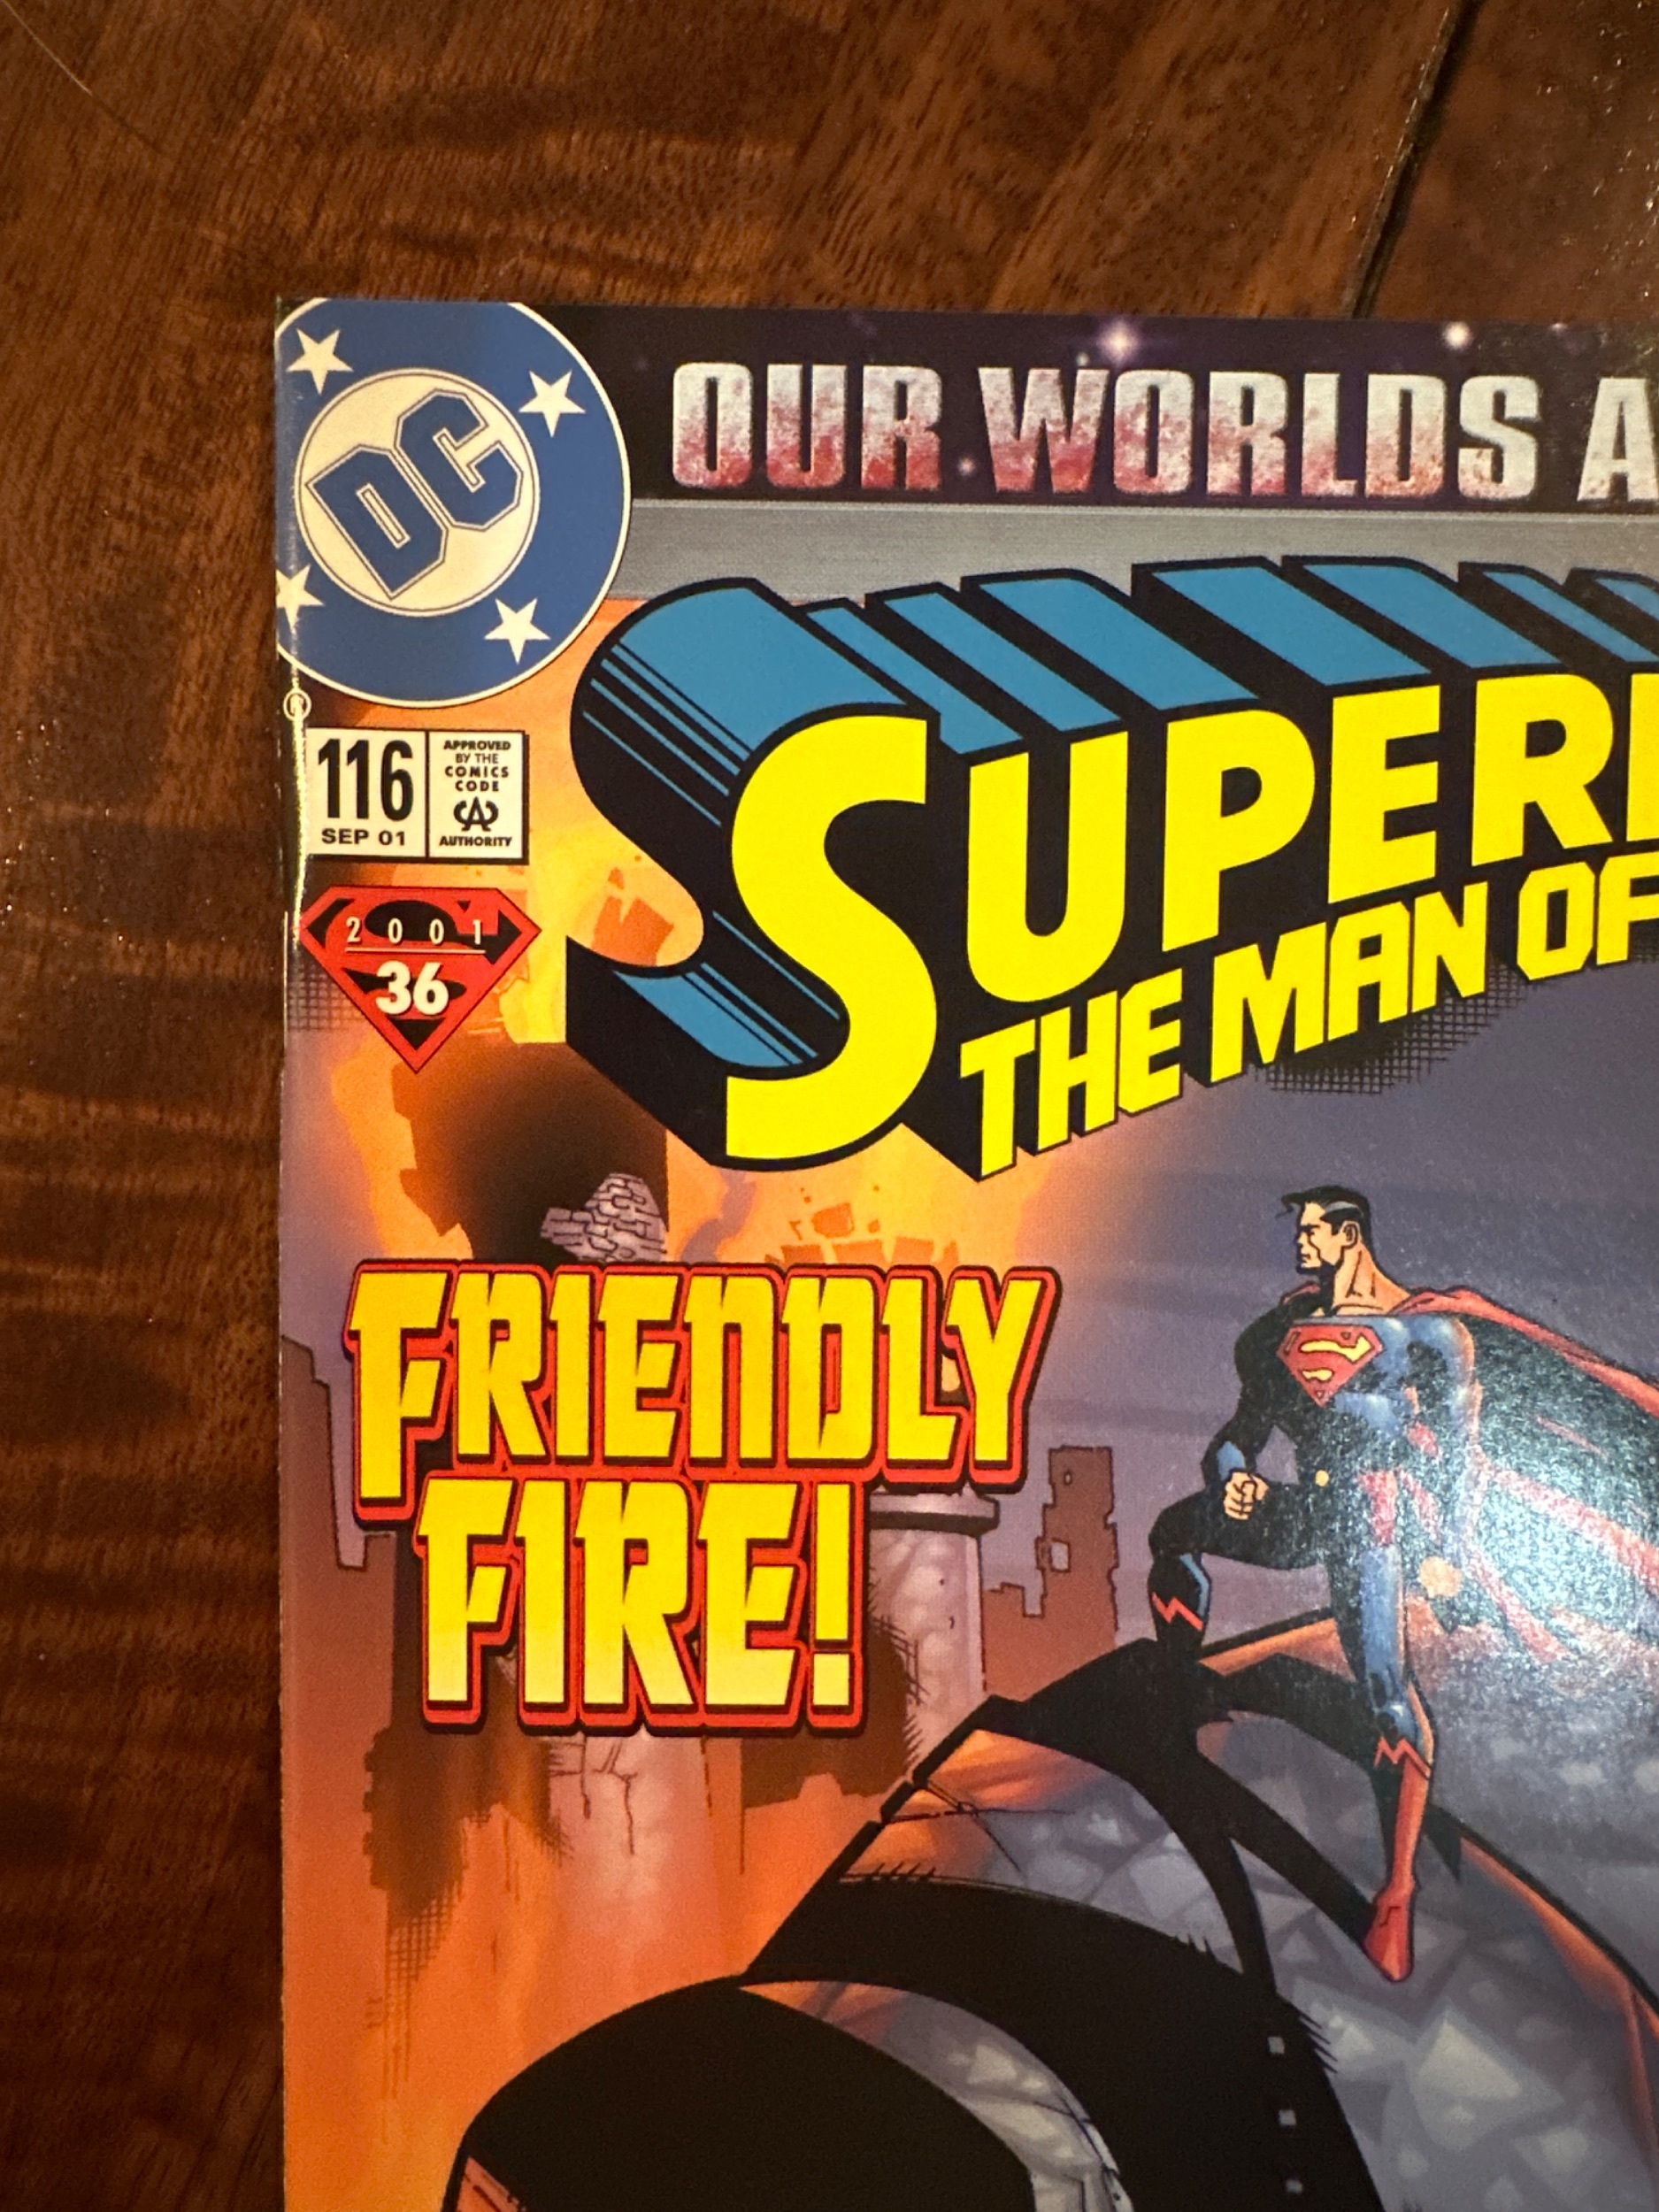 DC
OUR WORLDS A
®
SUPER
THE MAN OF
116
SEP 01
APPROVED
BY THE
COMICS
CODE
CA
AUTHORITY
2001
36
FRIENDLY
FIRE!
S